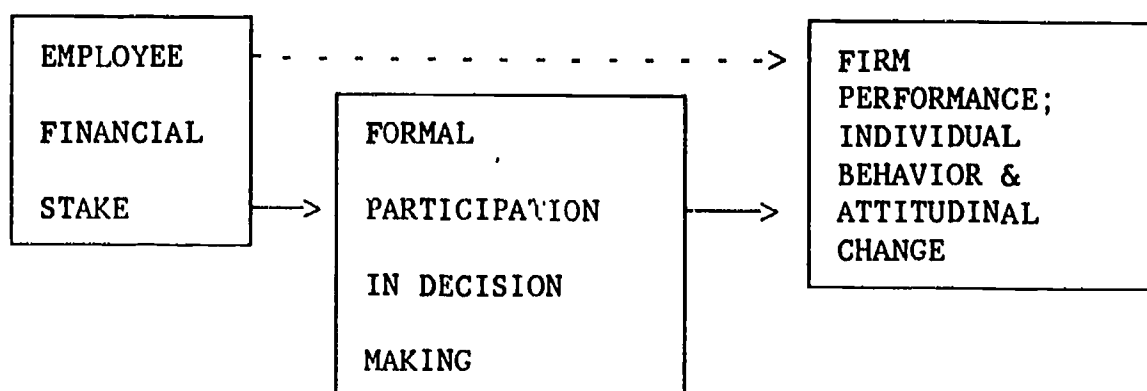 EMPLOYEE
FINANCIAL
STAKE
FORMAL
PARTICIPATION
IN DECISION
MAKING
FIRM
PERFORMANCE;
INDIVIDUAL
BEHAVIOR &
ATTITUDINAL
CHANGE